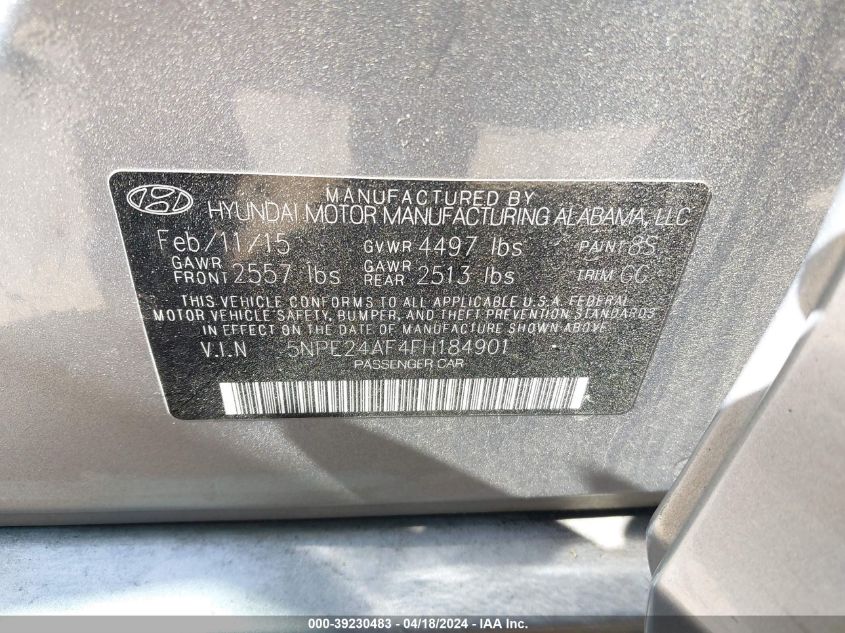 MANUFACTURED BY
HYUNDAI MOTOR MANUFACTURING ALABAMA, LLC
Feb/11/15 GVWR 4497 lbs PAINT 8S
GAWR FRONT 2557 lbs GAWR REAR 2513 lbs TRIM GG
THIS VEHICLE CONFORMS TO ALL APPLICABLE U.S.A. FEDERAL
MOTOR VEHICLE SAFETY, BUMPER, AND THEFT PREVENTION STANDARDS
IN EFFECT ON THE DATE OF MANUFACTURE SHOWN ABOVE.
V.I.N 5NPE24AF4FH184901
PASSENGER CAR
000-39230483 - 04/18/2024 - IAA Inc.